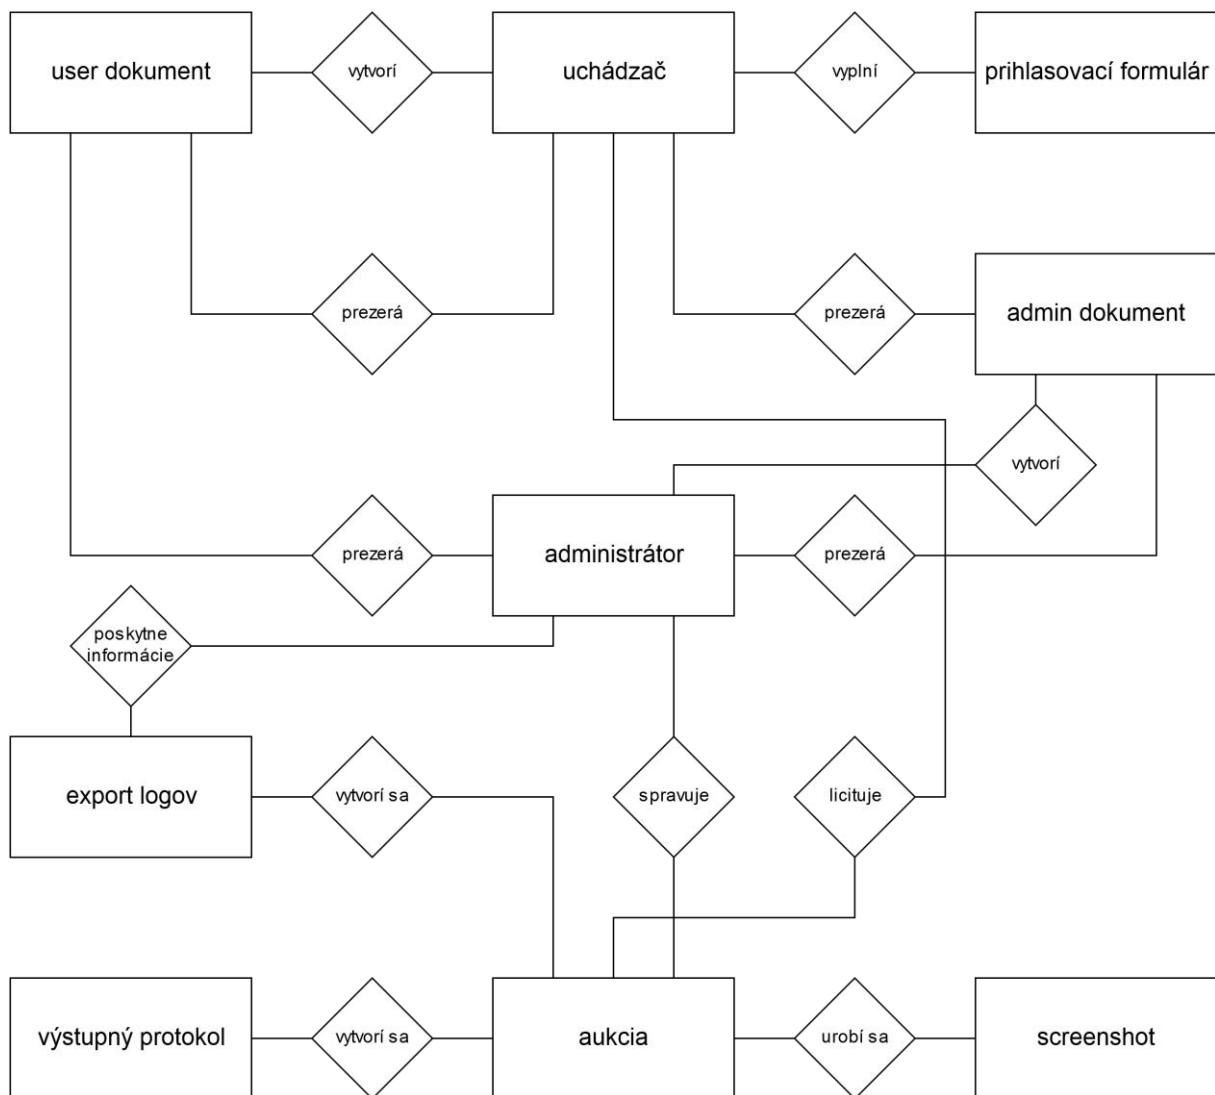 user dokument
vytvorí
uchádzač
vyplní
prihlasovací formulár
prezerá
prezerá
admin dokument
vytvorí
prezerá
administrátor
prezerá
poskytne
informácie
export logov
vytvorí sa
spravuje
licituje
výstupný protokol
vytvorí sa
aukcia
urobí sa
screenshot